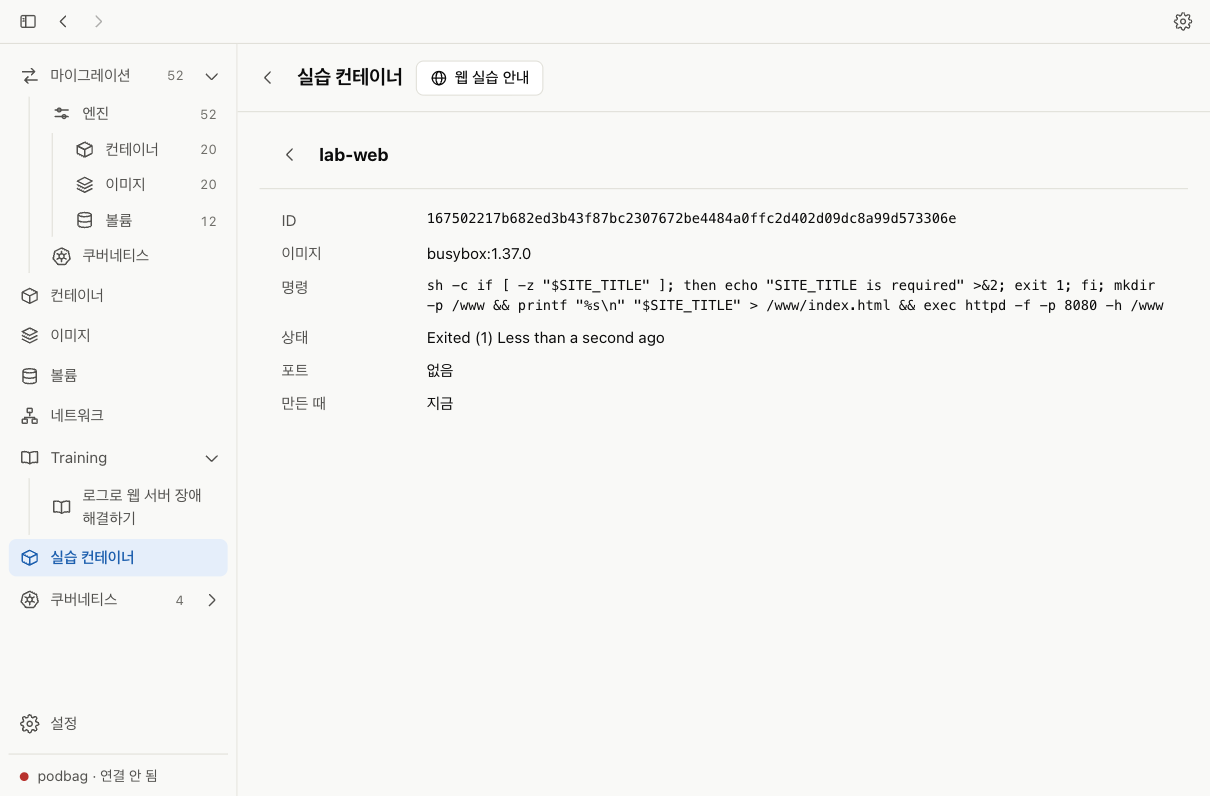 마이그레이션 52
엔진 52
컨테이너 20
이미지 20
볼륨 12
쿠버네티스
컨테이너
이미지
볼륨
네트워크
Training
로그로 웹 서버 장애
해결하기
실습 컨테이너
쿠버네티스 4
설정
podbag · 연결 안 됨
실습 컨테이너 웹 실습 안내
lab-web
ID 167502217b682ed3b43f87bc2307672be4484a0ffc2d402d09dc8a99d573306e
이미지 busybox:1.37.0
명령 sh -c if [ -z "$SITE_TITLE" ]; then echo "SITE_TITLE is required" >&2; exit 1; fi; mkdir
-p /www && printf "%s\n" "$SITE_TITLE" > /www/index.html && exec httpd -f -p 8080 -h /www
상태 Exited (1) Less than a second ago
포트 없음
만든 때 지금